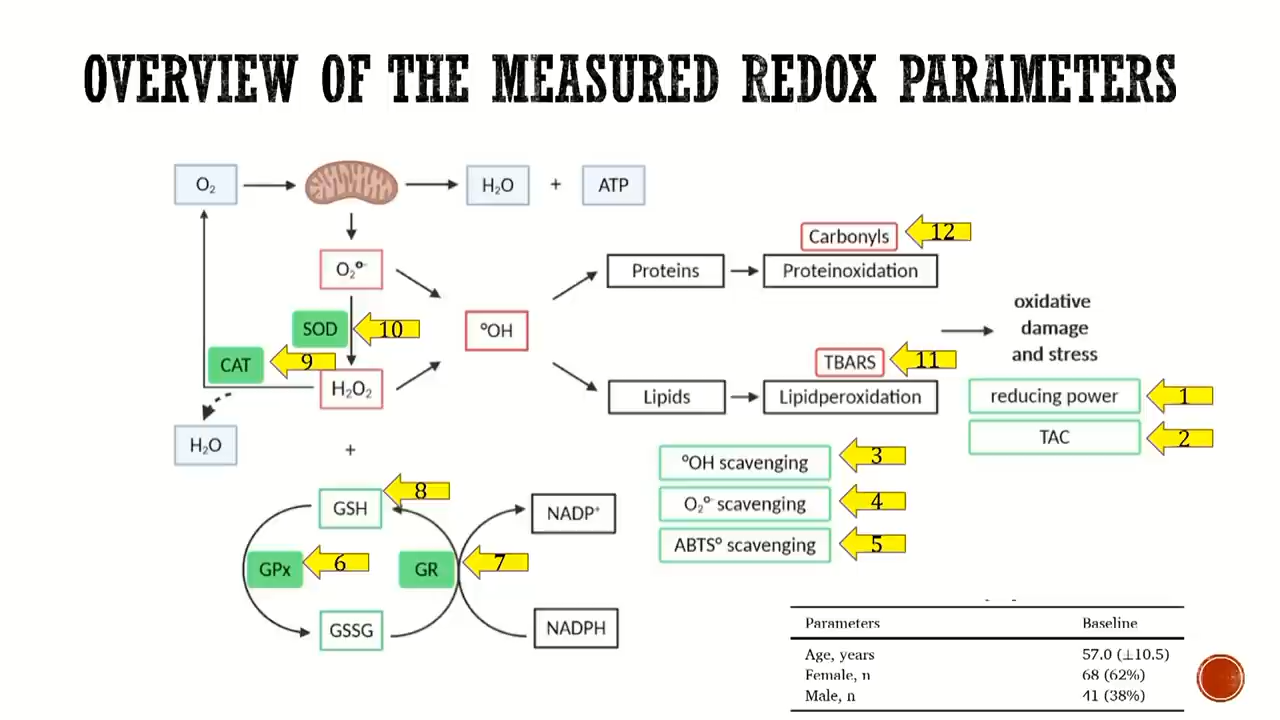 OVERVIEW OF THE MEASURED REDOX PARAMETERS
O₂
H₂O
+
ATP
Carbonyls
12
O₂°⁻
Proteins
Proteinoxidation
oxidative
damage
and stress
SOD
10
°OH
CAT
9
TBARS
11
H₂O₂
Lipids
Lipidperoxidation
reducing power
1
TAC
2
H₂O
+
°OH scavenging
3
O₂°⁻ scavenging
4
ABTS° scavenging
5
GSH
8
NADP⁺
GPx
6
GR
7
GSSG
NADPH
Parameters Baseline
Age, years 57.0 (±10.5)
Female, n 68 (62%)
Male, n 41 (38%)